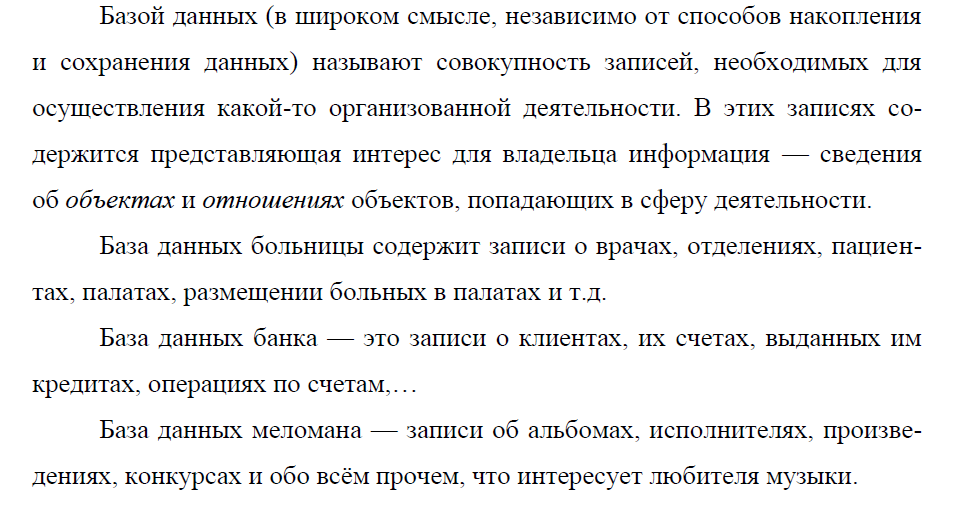 Базой данных (в широком смысле, независимо от способов накопления
и сохранения данных) называют совокупность записей, необходимых для
осуществления какой-то организованной деятельности. В этих записях со-
держится представляющая интерес для владельца информация — сведения
об объектах и отношениях объектов, попадающих в сферу деятельности.
База данных больницы содержит записи о врачах, отделениях, пациен-
тах, палатах, размещении больных в палатах и т.д.
База данных банка — это записи о клиентах, их счетах, выданных им
кредитах, операциях по счетам,…
База данных меломана — записи об альбомах, исполнителях, произве-
дениях, конкурсах и обо всём прочем, что интересует любителя музыки.